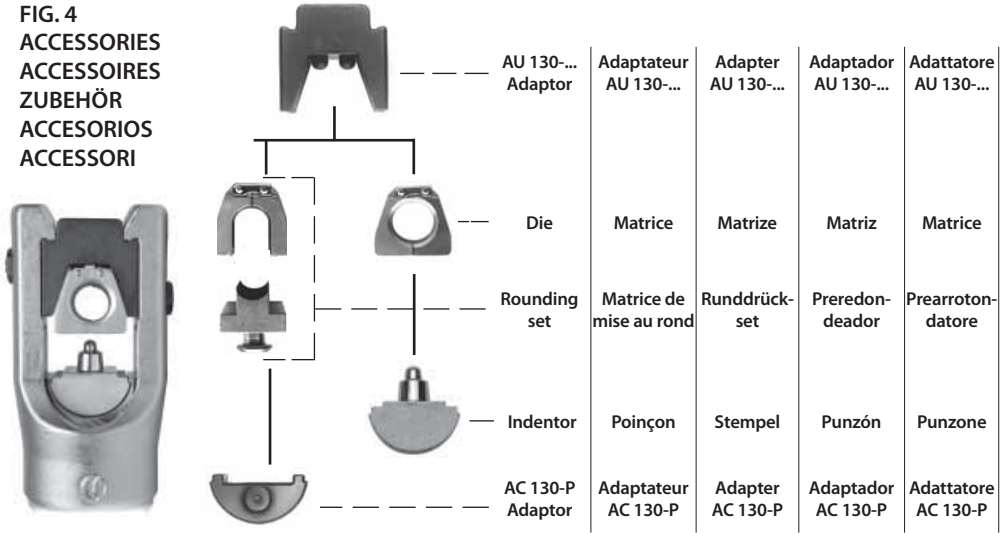 FIG. 4
ACCESSORIES
ACCESSOIRES
ZUBEHÖR
ACCESORIOS
ACCESSORI
AU 130-... Adaptateur Adapter Adaptador Adattatore
Adaptor AU 130-... AU 130-... AU 130-... AU 130-...
Die Matrice Matrize Matriz Matrice
Rounding Matrice de Runddrück- Preredon- Prearroton-
set mise au rond set deador datore
Indentor Poinçon Stempel Punzón Punzone
AC 130-P Adaptateur Adapter Adaptador Adattatore
Adaptor AC 130-P AC 130-P AC 130-P AC 130-P